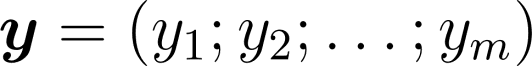 y = (y₁; y₂; . . . ; yₘ)